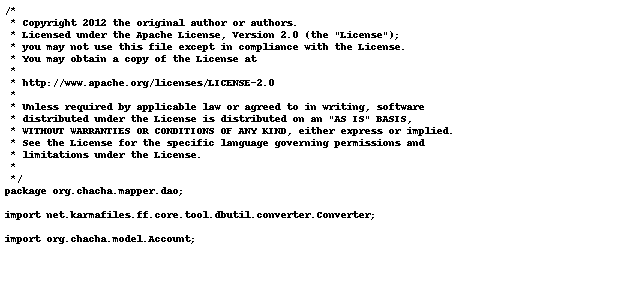 /*
 * Copyright 2012 the original author or authors.
 * Licensed under the Apache License, Version 2.0 (the "License");
 * you may not use this file except in compliance with the License.
 * You may obtain a copy of the License at
 *
 * http://www.apache.org/licenses/LICENSE-2.0
 *
 * Unless required by applicable law or agreed to in writing, software
 * distributed under the License is distributed on an "AS IS" BASIS,
 * WITHOUT WARRANTIES OR CONDITIONS OF ANY KIND, either express or implied.
 * See the License for the specific language governing permissions and
 * limitations under the License.
 *
 */
package org.chacha.mapper.dao;

import net.karmafiles.ff.core.tool.dbutil.converter.Converter;

import org.chacha.model.Account;